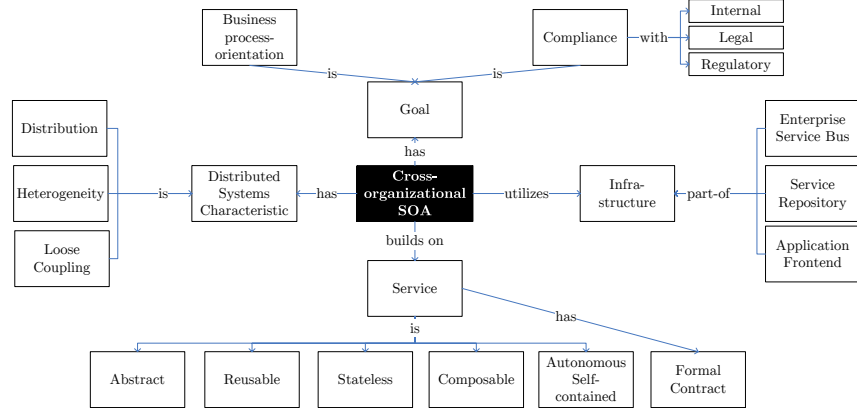 Business
process-
orientation
Compliance
with
Internal
Legal
Regulatory
is
is
Goal
has
Distribution
Heterogeneity
Loose
Coupling
is
Distributed
Systems
Characteristic
has
Cross-
organizational
SOA
utilizes
Infra-
structure
part-of
Enterprise
Service Bus
Service
Repository
Application
Frontend
builds on
Service
is
has
Abstract
Reusable
Stateless
Composable
Autonomous
Self-
contained
Formal
Contract